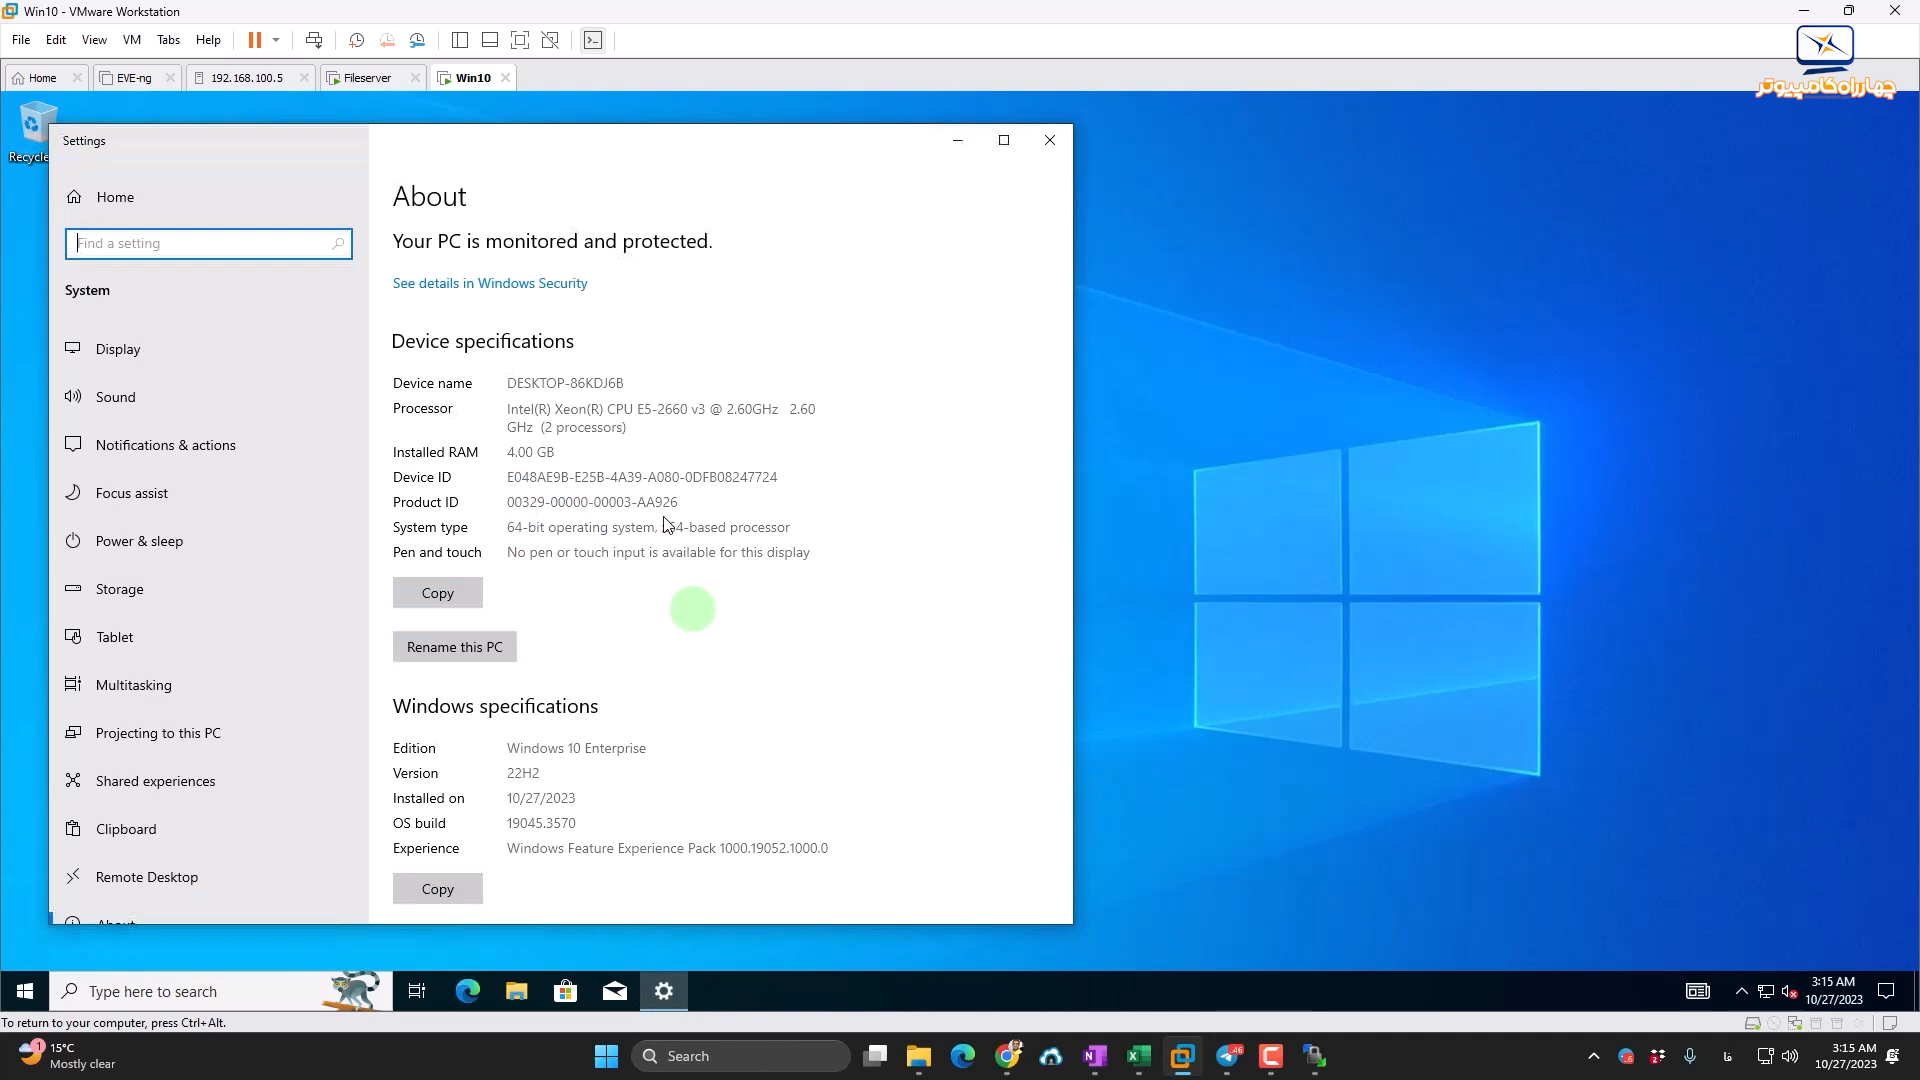 Win10 - VMware Workstation
File Edit View VM Tabs Help
Home EVE-ng 192.168.100.5 Fileserver Win10
چهارراه کامپیوتر
Recycle
Settings
Home
Find a setting
System
Display
Sound
Notifications & actions
Focus assist
Power & sleep
Storage
Tablet
Multitasking
Projecting to this PC
Shared experiences
Clipboard
Remote Desktop
About
About
Your PC is monitored and protected.
See details in Windows Security
Device specifications
Device name DESKTOP-86KDJ6B
Processor Intel(R) Xeon(R) CPU E5-2660 v3 @ 2.60GHz 2.60
GHz (2 processors)
Installed RAM 4.00 GB
Device ID E048AE9B-E25B-4A39-A080-0DFB08247724
Product ID 00329-00000-00003-AA926
System type 64-bit operating system, x64-based processor
Pen and touch No pen or touch input is available for this display
Copy
Rename this PC
Windows specifications
Edition Windows 10 Enterprise
Version 22H2
Installed on 10/27/2023
OS build 19045.3570
Experience Windows Feature Experience Pack 1000.19052.1000.0
Copy
Type here to search
3:15 AM
10/27/2023
To return to your computer, press Ctrl+Alt.
1
15°C
Mostly clear
Search
46
فا
3:15 AM
10/27/2023